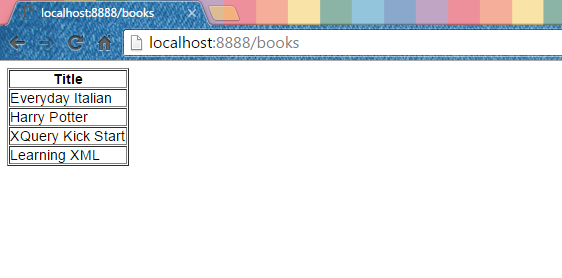 localhost:8888/books
localhost:8888/books
Title
Everyday Italian
Harry Potter
XQuery Kick Start
Learning XML